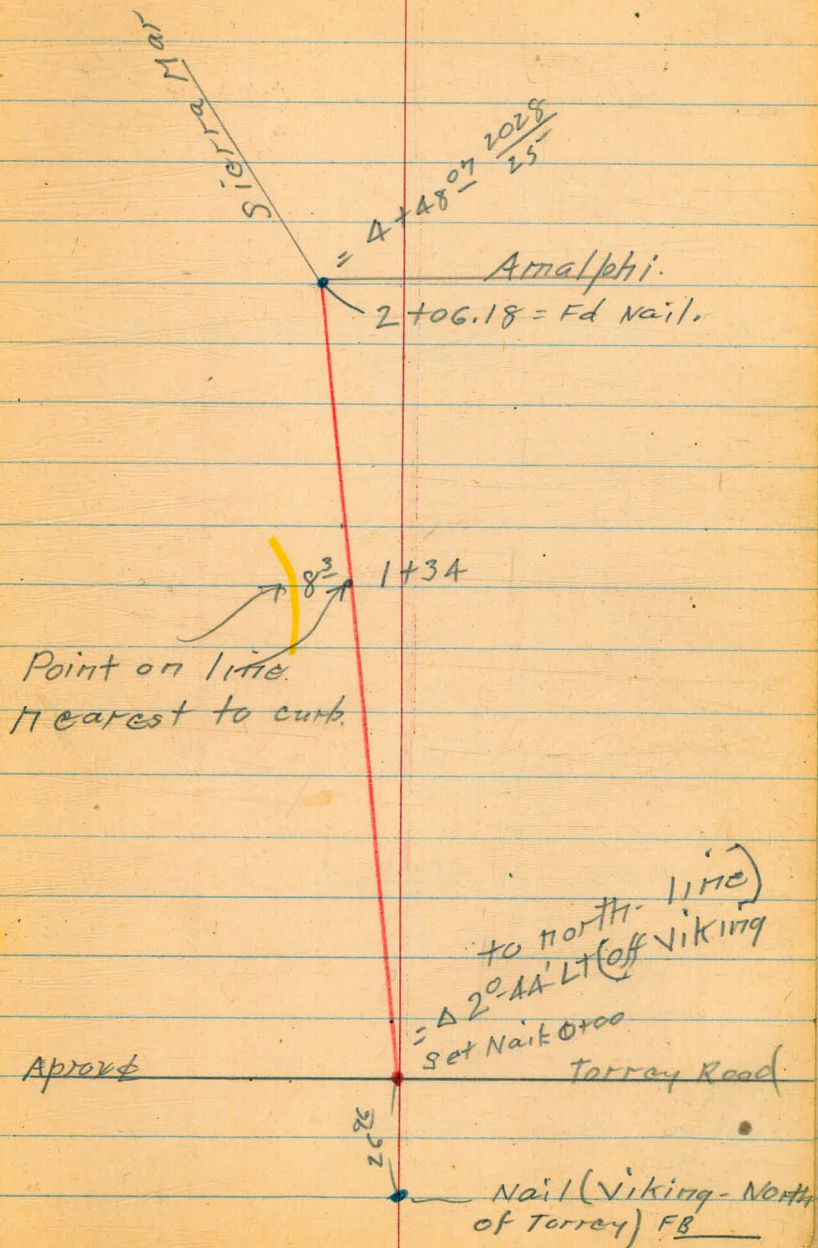 Sierra Mar
= 4+48 07 2028/25
Amalphi.
2+06.18 = Fd Nail.
8 3 1+34
Point on line
nearest to curb.
to north. line)
= Δ 2°-44' Lt (off Viking
Set Nail 0+00
Aprox ₵
Torrey Road
Nail (Viking - North
of Torrey) FB